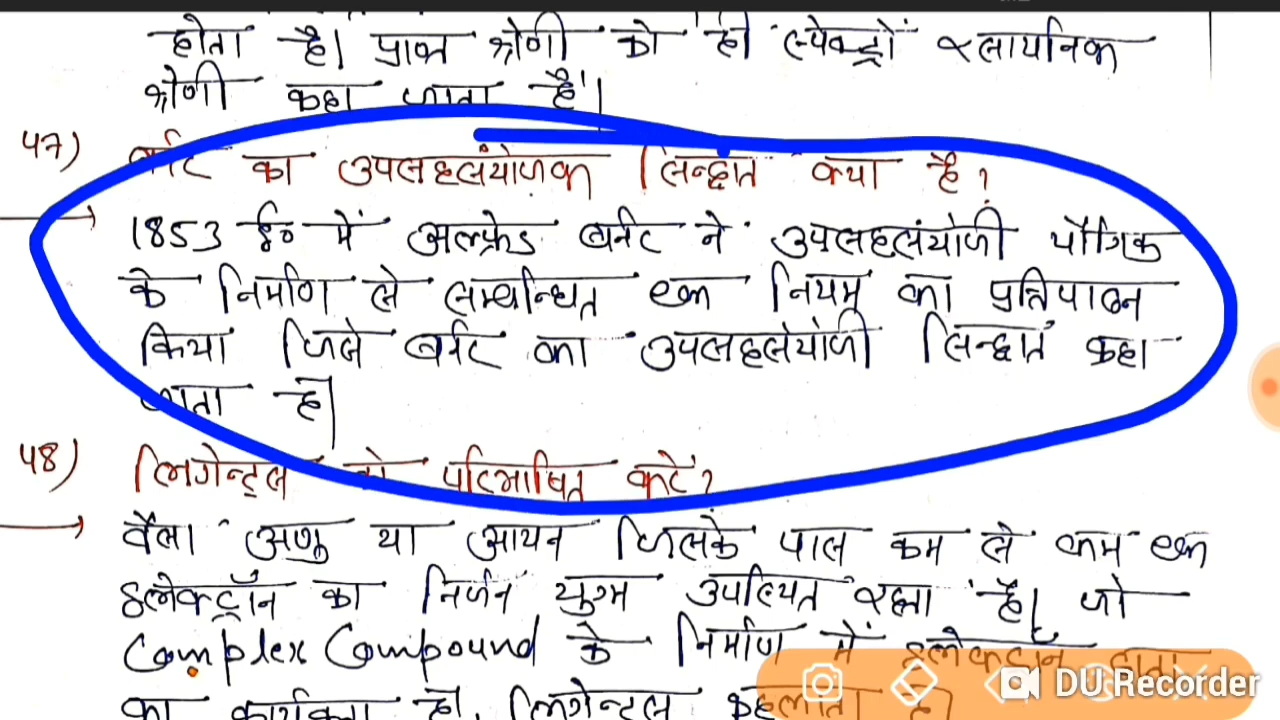 होता है। प्राप्त श्रेणी को ही स्पेक्ट्रो रसायनिक
श्रेणी कहा जाता है।
47) वर्नर का उपसहसंयोजक सिद्धांत क्या है?
→ 1853 ई० में अल्फ्रेड वर्नर ने उपसहसंयोजी यौगिक
के निर्माण से सम्बन्धित एक नियम का प्रतिपादन
किया जिसे वर्नर का उपसहसंयोजी सिद्धांत कहा
जाता है।
48) लिगेन्ड्स को परिभाषित करें?
→ वैसा अणु या आयन जिसके पास कम से कम एक
इलेक्ट्रॉन का निर्जन युग्म उपस्थित रहता है। जो
Complex Compound के निर्माण में इलेक्ट्रॉन दाता
का कार्य करता हो, लिगेन्ड्स कहलाता है।
DU Recorder